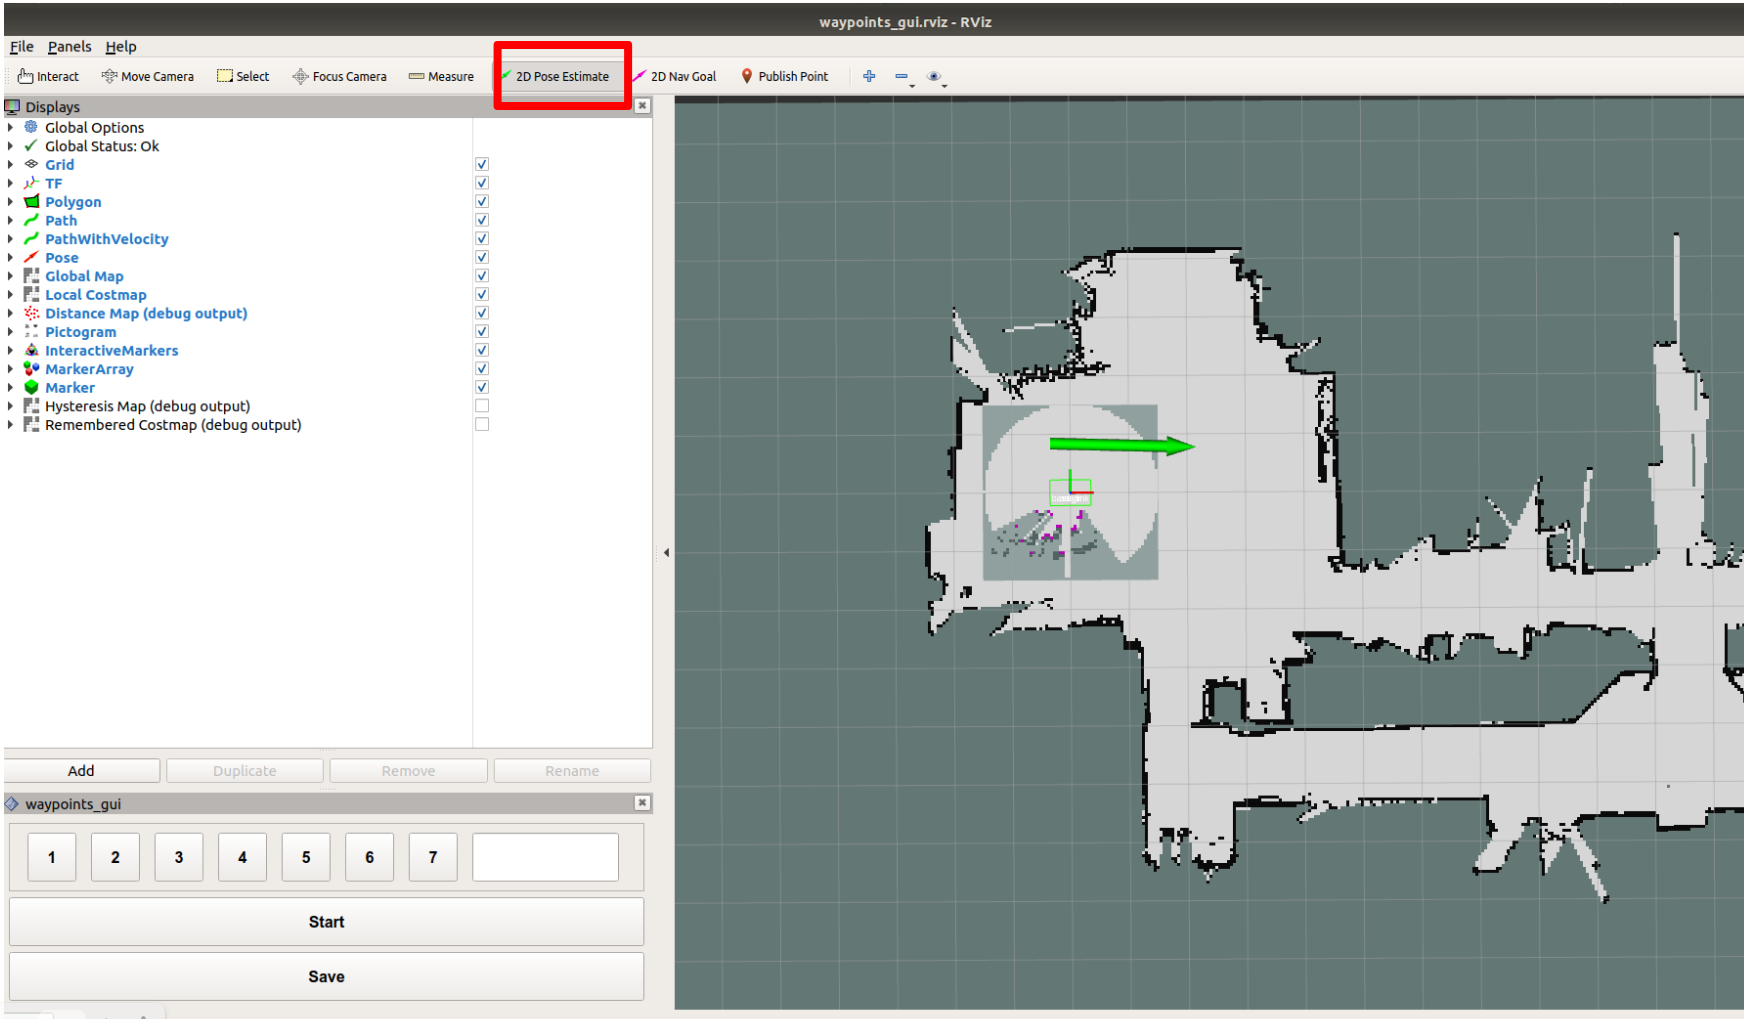 waypoints_gui.rviz - RViz
File Panels Help
Interact Move Camera Select Focus Camera Measure 2D Pose Estimate 2D Nav Goal Publish Point
Displays
Global Options
Global Status: Ok
Grid
TF
Polygon
Path
PathWithVelocity
Pose
Global Map
Local Costmap
Distance Map (debug output)
Pictogram
InteractiveMarkers
MarkerArray
Marker
Hysteresis Map (debug output)
Remembered Costmap (debug output)
Add Duplicate Remove Rename
waypoints_gui
1 2 3 4 5 6 7
Start
Save